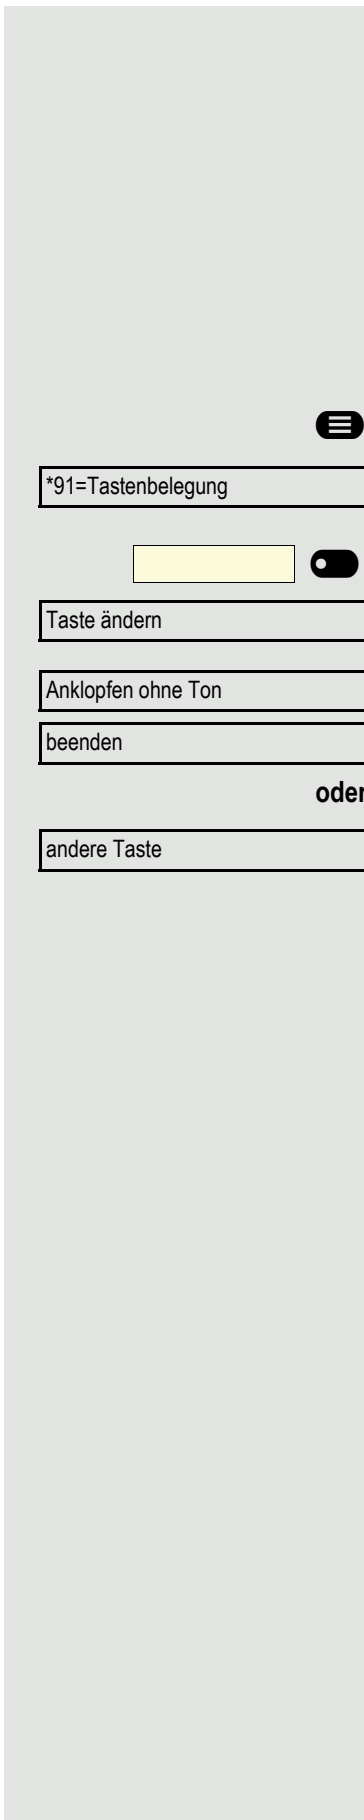 *91=Tastenbelegung
Taste ändern
Anklopfen ohne Ton
beenden
oder
andere Taste